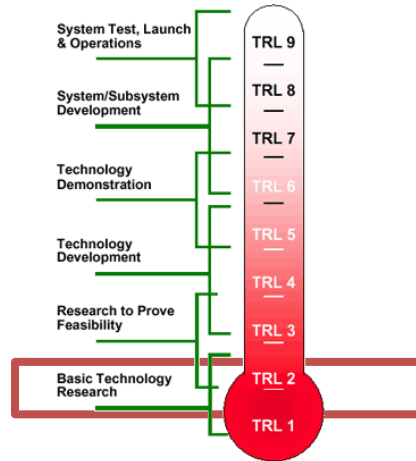 System Test, Launch
& Operations
System/Subsystem
Development
Technology
Demonstration
Technology
Development
Research to Prove
Feasibility
Basic Technology
Research
TRL 9
TRL 8
TRL 7
TRL 6
TRL 5
TRL 4
TRL 3
TRL 2
TRL 1